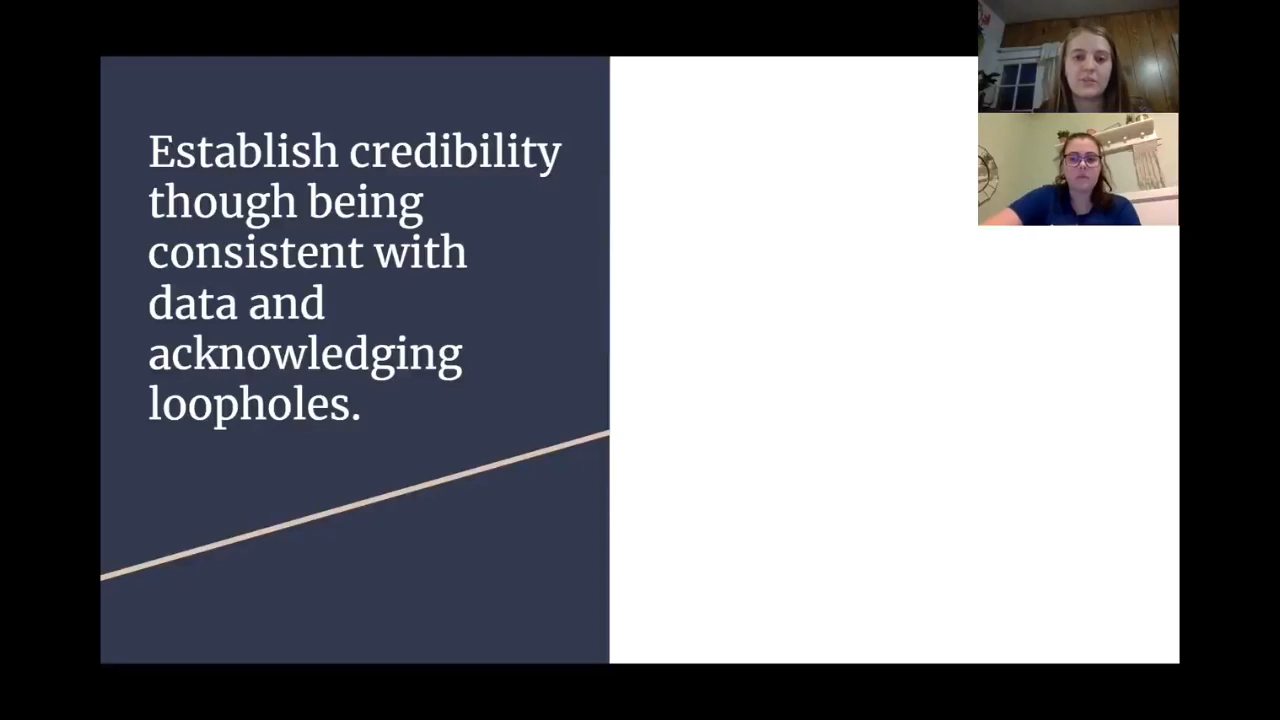 Establish credibility
though being
consistent with
data and
acknowledging
loopholes.